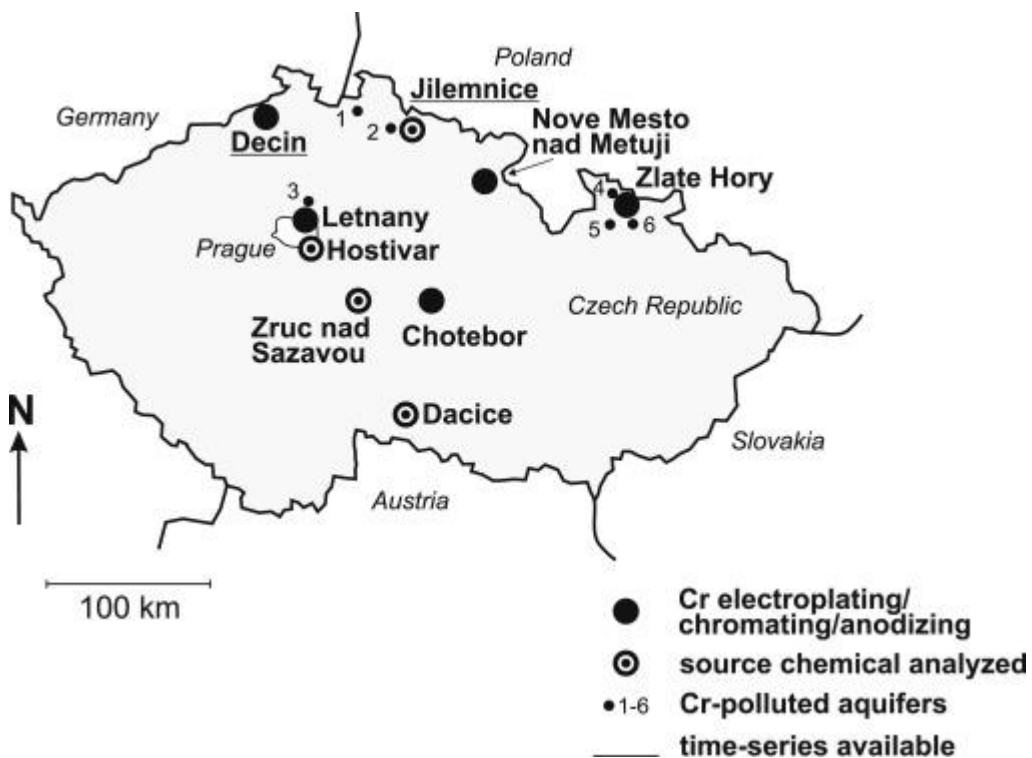 Poland
Jilemnice
Germany
1
2
Nove Mesto
nad Metuji
Decin
Zlate Hory
4
3
Letnany
5
6
Prague
Hostivar
Czech Republic
Zruc nad
Sazavou
Chotebor
N
Dacice
Slovakia
Austria
100 km
Cr electroplating/
chromating/anodizing
source chemical analyzed
1-6 Cr-polluted aquifers
time-series available